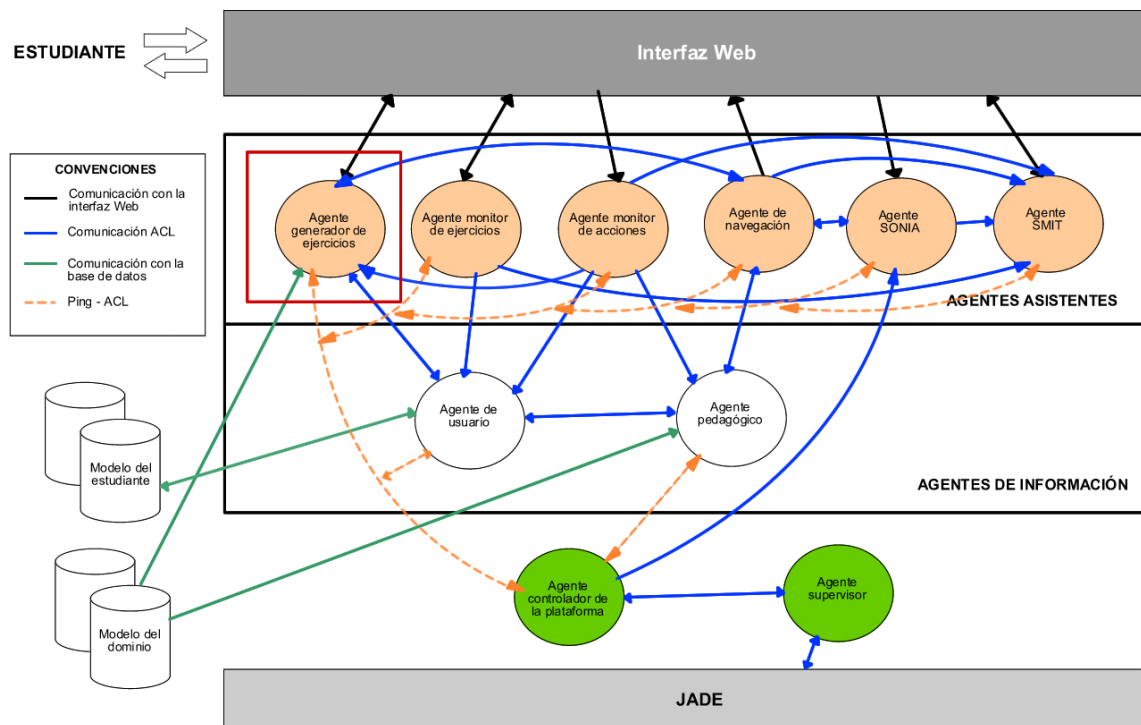 ESTUDIANTE
Interfaz Web
CONVENCIONES
Comunicación con la
interfaz Web
Comunicación ACL
Comunicación con la
base de datos
Ping - ACL
Agente
generador de
ejercicios
Agente monitor
de ejercicios
Agente monitor
de acciones
Agente de
navegación
Agente
SONIA
Agente
SMIT
AGENTES ASISTENTES
Agente de
usuario
Agente
pedagógico
AGENTES DE INFORMACIÓN
Modelo del
estudiante
Modelo del
dominio
Agente
controlador de
la plataforma
Agente
supervisor
JADE